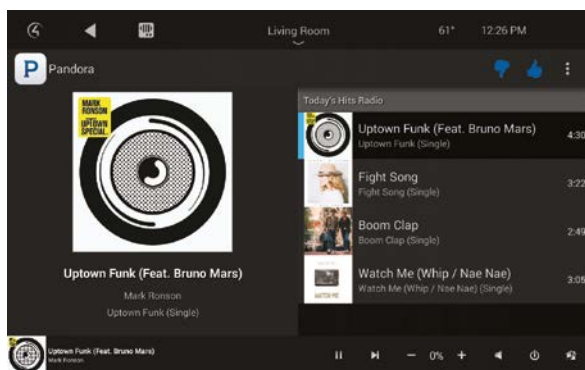 Living Room
61°
12:26 PM
P
Pandora
MARK
RONSON
UPTOWN
SPECIAL.
Uptown Funk (Feat. Bruno Mars)
Mark Ronson
Uptown Funk (Single)
Today's Hits Radio
Uptown Funk (Feat. Bruno Mars)
Uptown Funk (Single)
4:30
Fight Song
Fight Song (Single)
3:22
Boom Clap
Boom Clap (Single)
2:49
Watch Me (Whip / Nae Nae)
Watch Me (Whip / Nae Nae) (Single)
3:05
Uptown Funk (Feat. Bruno Mars)
Mark Ronson
0%